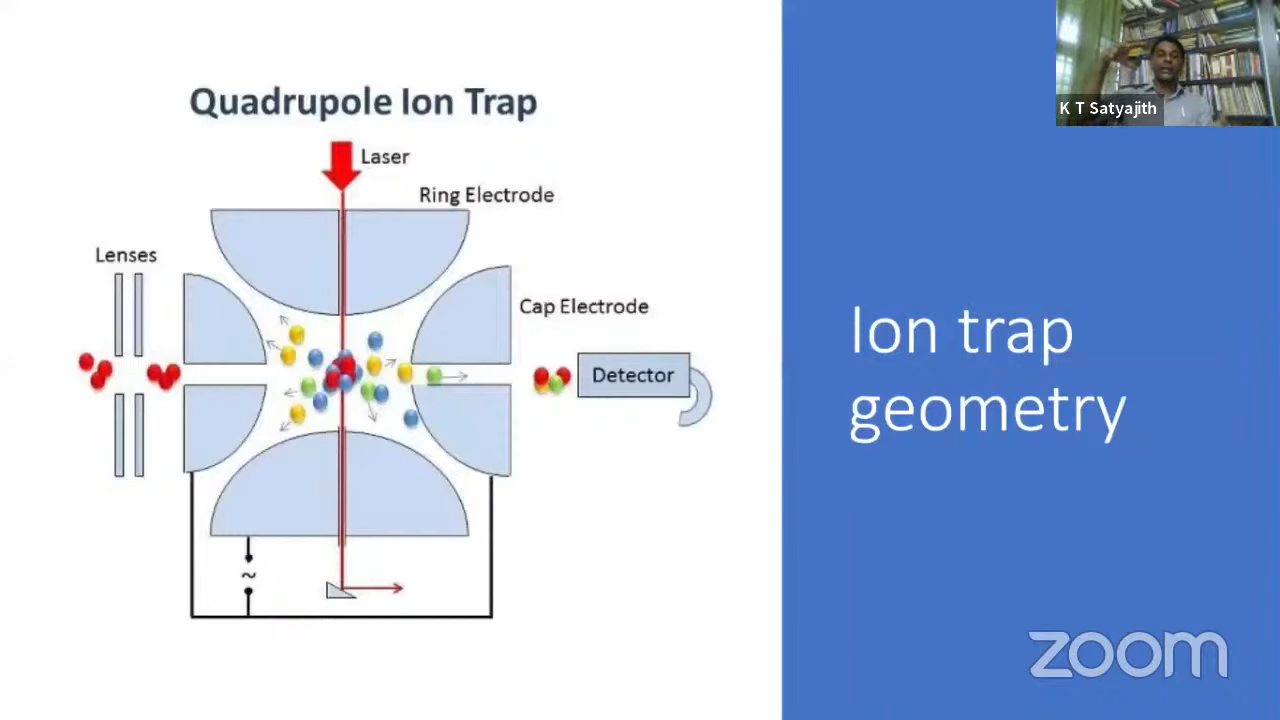 Quadrupole Ion Trap
Laser
Ring Electrode
Lenses
Cap Electrode
Detector
~
Ion trap
geometry
K T Satyajith
zoom